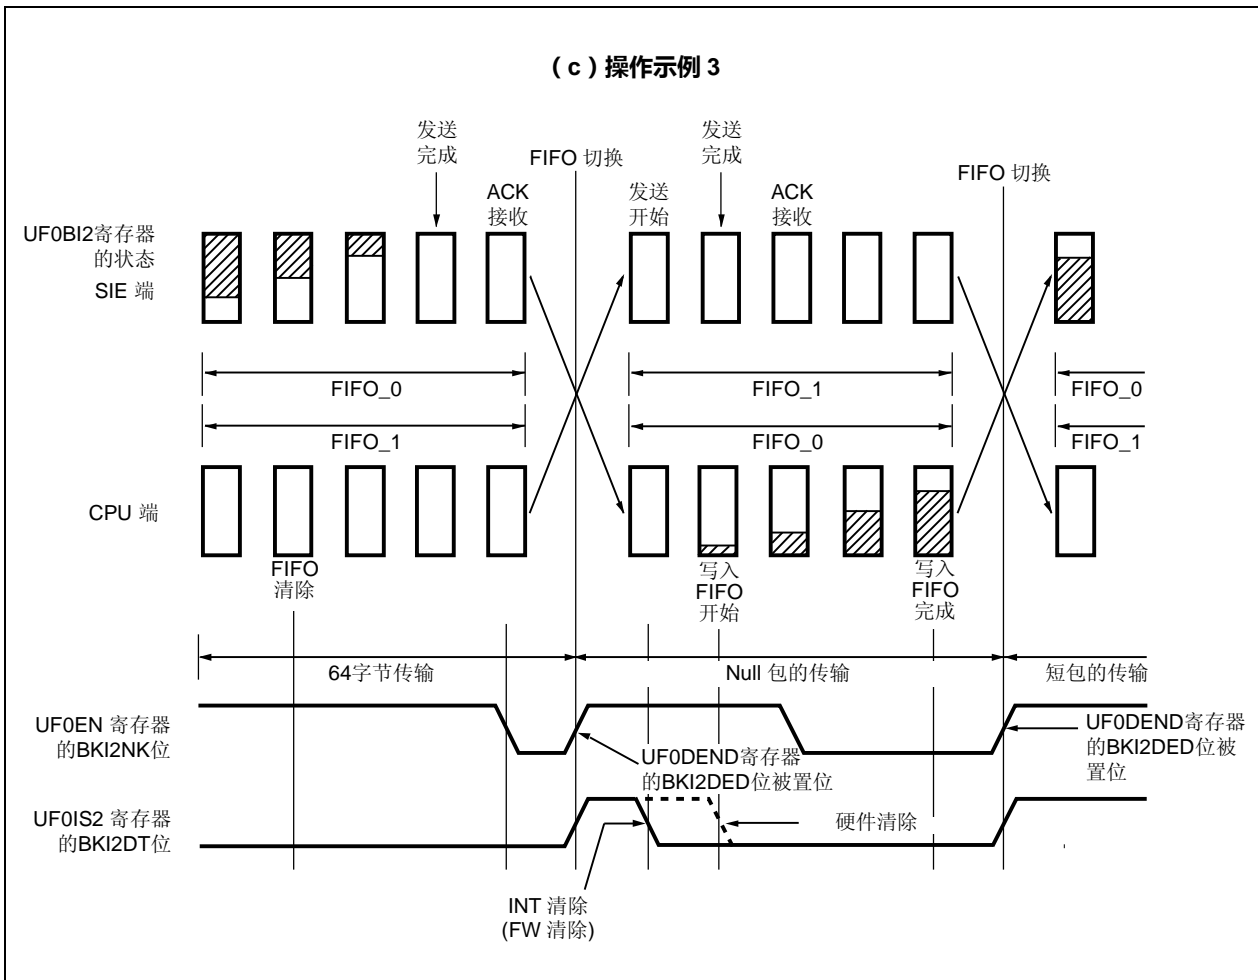 （c）操作示例 3
发送
完成
发送
完成
FIFO 切换
FIFO 切换
ACK
接收
发送
开始
ACK
接收
UF0BI2寄存器
的状态
SIE 端
FIFO_0
FIFO_1
FIFO_0
FIFO_1
FIFO_0
FIFO_1
CPU 端
FIFO
清除
写入
FIFO
开始
写入
FIFO
完成
64字节传输
Null 包的传输
短包的传输
UF0EN 寄存器
的BKI2NK位
UF0DEND寄存器
的BKI2DED位被置位
UF0DEND寄存器
的BKI2DED位被
置位
UF0IS2 寄存器
的BKI2DT位
硬件清除
INT 清除
(FW 清除)